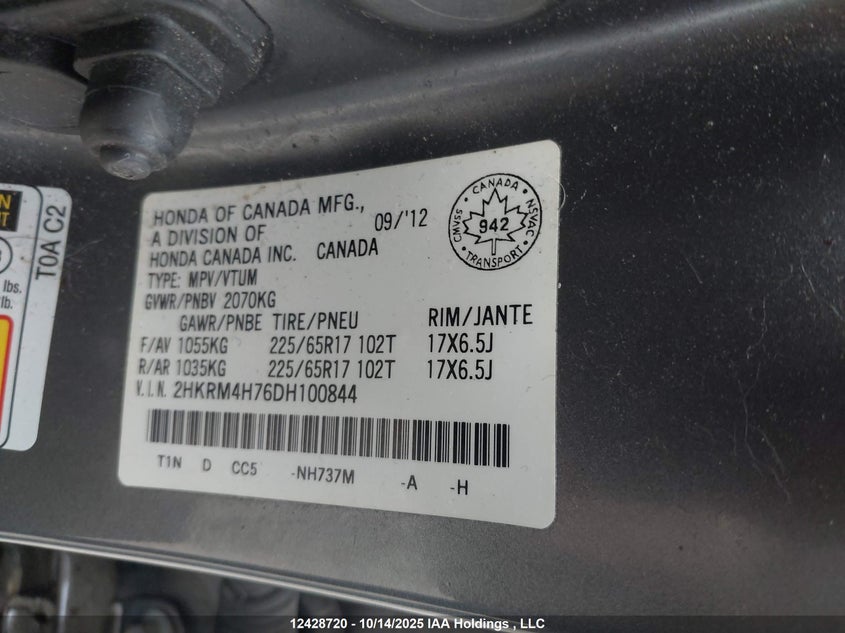 T0A C2
lbs.
lb.
HONDA OF CANADA MFG.,
A DIVISION OF
HONDA CANADA INC. CANADA
09/'12
TYPE: MPV/VTUM
GVWR/PNBV 2070KG
GAWR/PNBE TIRE/PNEU RIM/JANTE
F/AV 1055KG 225/65R17 102T 17X6.5J
R/AR 1035KG 225/65R17 102T 17X6.5J
V.I.N. 2HKRM4H76DH100844
T1N D CC5 -NH737M -A -H
CANADA
CMVSS 942 NSVAC
TRANSPORT
12428720 - 10/14/2025 IAA Holdings , LLC